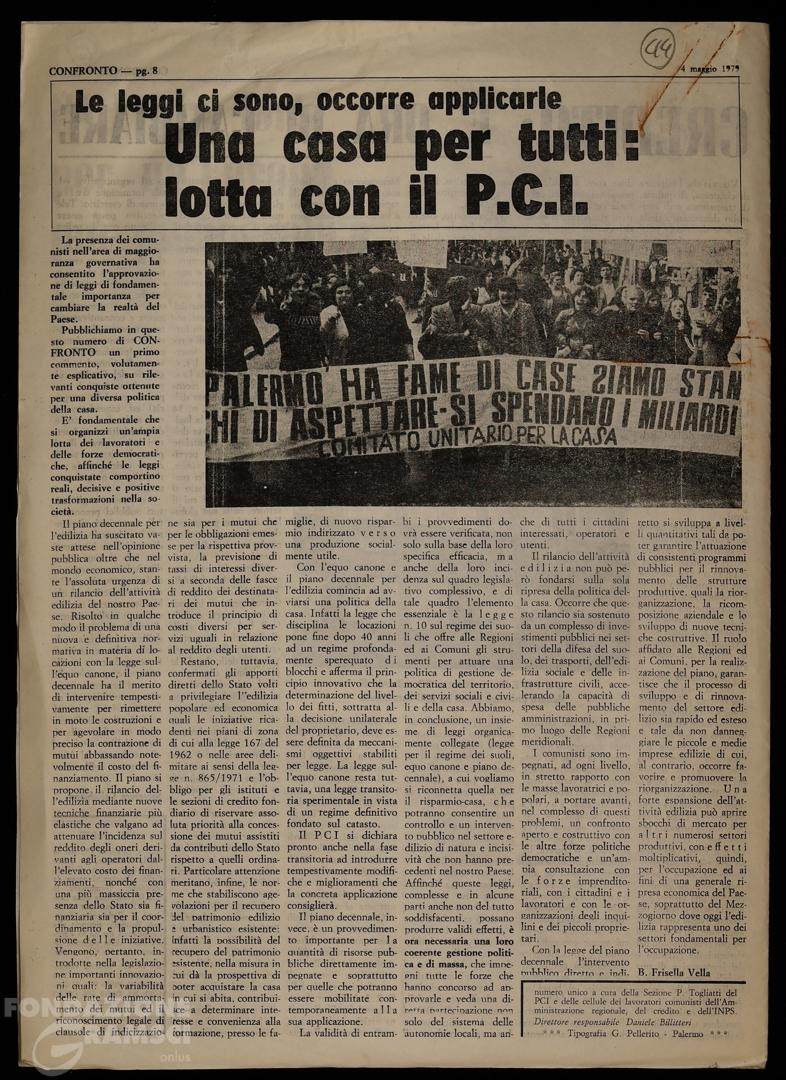 44
CONFRONTO — pg. 8
4 maggio 1979
Le leggi ci sono, occorre applicarle
Una casa per tutti:
lotta con il P.C.I.
La presenza dei comu-
nisti nell'area di maggio-
ranza governativa ha
consentito l'approvazio-
ne di leggi di fondamen-
tale importanza per
cambiare la realtà del
Paese.
Pubblichiamo in que-
sto numero di CON-
FRONTO un primo
commento, volutamen-
te esplicativo, su rile-
vanti conquiste ottenute
per una diversa politica
della casa.
E' fondamentale che
si organizzi un'ampia
lotta dei lavoratori e
delle forze democrati-
che, affinché le leggi
conquistate comportino
reali, decisive e positive
trasformazioni nella so-
cietà.
PALERMO HA FAME DI CASE SIAMO STAN
CHI DI ASPETTARE-SI SPENDANO I MILIARDI
COMITATO UNITARIO PER LA CASA
Il piano decennale per
l'edilizia ha suscitato va-
ste attese nell'opinione
pubblica oltre che nel
mondo economico, stan-
te l'assoluta urgenza di
un rilancio dell'attività
edilizia del nostro Pae-
se. Risolto in qualche
modo il problema di una
nuova e definitiva nor-
mativa in materia di lo-
cazioni con la legge sul-
l'équo canone, il piano
decennale ha il merito
di intervenire tempesti-
vamente per rimettere
in moto le costruzioni e
per agevolare in modo
preciso la contrazione di
mutui abbassando note-
volmente il costo del fi-
nanziamento. Il piano si
propone il rilancio del-
l'edilizia mediante nuove
tecniche finanziarie più
elastiche che valgano ad
attenuare l'incidenza sul
reddito degli oneri deri-
vanti agli operatori dal-
l'elevato costo dei finan-
ziamenti, nonché con
una più massiccia pre-
senza dello Stato sia fi-
nanziaria sia per il coor-
dinamento e la propul-
sione delle iniziative.
Vengono, pertanto, in-
trodotte nella legislazio-
ne importanti innovazio-
ni quali: la variabilità
delle rate di ammorta-
mento dei mutui ed il
riconoscimento legale di
clausole di indicizzazio-
ne sia per i mutui che
per le obbligazioni emes-
se per la rispettiva prov-
vista, la previsione di
tassi di interessi diver-
si a seconda delle fasce
di reddito dei destinata-
ri dei mutui che in-
troduce il principio di
costi diversi per ser-
vizi uguali in relazione
al reddito degli utenti.
Restano, tuttavia,
confermati gli apporti
diretti dello Stato volti
a privilegiare l'edilizia
popolare ed economica
quali le iniziative rica-
denti nei piani di zona
di cui alla legge 167 del
1962 o nelle aree deli-
mitate ai sensi della leg-
ge n. 865/1971 e l'ob-
bligo per gli istituti e
le sezioni di credito fon-
diario di riservare asso-
luta priorità alla conces-
sione dei mutui assistiti
da contributi dello Stato
rispetto a quelli ordina-
ri. Particolare attenzione
meritano, infine, le nor-
me che stabiliscono age-
volazioni per il recupero
del patrimonio edilizio
e urbanistico esistente:
infatti la possibilità del
recupero del patrimonio
esistente, nella misura in
cui dà la prospettiva di
poter acquistare la casa
in cui si abita, contribui-
a determinare inte-
resse e convenienza alla
formazione, presso le fa-
miglie, di nuovo rispar-
mio indirizzato verso
una produzione social-
mente utile.
Con l'equo canone e
il piano decennale per
l'edilizia comincia ad av-
viarsi una politica della
casa. Infatti la legge che
disciplina le locazioni
pone fine dopo 40 anni
ad un regime profonda-
mente sperequato di
blocchi e afferma il prin-
cipio innovativo che la
determinazione del livel-
lo dei fitti, sottratta al-
la decisione unilaterale
del proprietario, deve es-
sere definita da meccani-
smi oggettivi stabiliti
per legge. La legge sul-
l'equo canone resta tut-
tavia, una legge transito-
ria sperimentale in vista
di un regime definitivo
fondato sul catasto.
Il PCI si dichiara
pronto anche nella fase
transitoria ad introdurre
tempestivamente modifi-
che e miglioramenti che
la concreta applicazione
consiglierà.
Il piano decennale, in-
vece, è un provvedimen-
to importante per la
quantità di risorse pub-
bliche direttamente im-
pegnate e soprattutto
per quelle che potranno
essere mobilitate con-
temporaneamente alla
sua applicazione.
La validità di entram-
bi i provvedimenti do-
vrà essere verificata, non
solo sulla base della loro
specifica efficacia, ma
anche della loro inci-
denza sul quadro legisla-
tivo complessivo, e di
tale quadro l'elemento
essenziale è la legge
n. 10 sul regime dei suo-
li che offre alle Regioni
ed ai Comuni gli stru-
menti per attuare una
politica di gestione de-
mocratica del territorio,
dei servizi sociali e civi-
li e della casa. Abbiamo,
in conclusione, un insie-
me di leggi organica-
mente collegate (legge
per il regime dei suoli,
equo canone e piano de-
cennale), a cui vogliamo
si riconnetta quella per
il risparmio-casa, che
potranno consentire un
controllo e un interven-
to pubblico nel settore e-
dilizio di natura e incisi-
vità che non hanno pre-
cedenti nel nostro Paese.
Affinché queste leggi,
complesse e in alcune
parti anche non del tutto
soddisfacenti, possano
produrre validi effetti, è
ora necessaria una loro
coerente gestione politi-
ca e di massa, che impe-
gni tutte le forze che
hanno concorso ad ap-
provarle e veda una di-
retta partecipazione non
solo del sistema delle
autonomie locali, ma an-
che di tutti i cittadini
interessati, operatori e
utenti.
Il rilancio dell'attività
edilizia non può pe-
rò fondarsi sulla sola
ripresa della politica del-
la casa. Occorre che que-
sto rilancio sia sostenuto
da un complesso di inve-
stimenti pubblici nei set-
tori della difesa del suo-
lo, dei trasporti, dell'edi-
lizia sociale e delle in-
frastrutture civili, acce-
lerando la capacità di
spesa delle pubbliche
amministrazioni, in pri-
mo luogo delle Regioni
meridionali.
I comunisti sono im-
pegnati, ad ogni livello,
in stretto rapporto con
le masse lavoratrici e po-
polari, a portare avanti,
nel complesso di questi
problemi, un confronto
aperto e costruttivo con
le altre forze politiche
democratiche e un'am-
pia consultazione con
le forze imprendito-
riali, con i cittadini e i
lavoratori e con le or-
ganizzazioni degli inqui-
lini e dei piccoli proprie-
tari.
Con la legge del piano
decennale l'intervento
pubblico diretto e indi-
retto si sviluppa a livel-
li quantitativi tali da po-
ter garantire l'attuazione
di consistenti programmi
pubblici per il rinnova-
mento delle strutture
produttive, quali la rior-
ganizzazione, la ricom-
posizione aziendale e lo
sviluppo di nuove tecni-
che costruttive. Il ruolo
affidato alle Regioni ed
ai Comuni, per la realiz-
zazione del piano, garan-
tisce che il processo di
sviluppo e di rinnova-
mento del settore edi-
lizio sia rapido ed esteso
e tale da non danneg-
giare le piccole e medie
imprese edilizie di cui,
al contrario, occorre fa-
vorire e promuovere la
riorganizzazione. Una
forte espansione dell'at-
tività edilizia può aprire
sbocchi di mercato per
altri numerosi settori
produttivi, con effetti
moltiplicativi, quindi,
per l'occupazione ed ai
fini di una generale ri-
presa economica del Pae-
se, soprattutto del Mez-
zogiorno dove oggi l'edi-
lizia rappresenta uno dei
settori fondamentali per
l'occupazione.
B. Frisella Vella
numero unico a cura della Sezione P. Togliatti del
PCI e delle cellule dei lavoratori comunisti dell'Am-
ministrazione regionale, del credito e dell'INPS.
Direttore responsabile Daniele Billitteri
*** Tipografia G. Pellerito - Palermo ***
FONDAZIONE
GRAMSCI
onlus